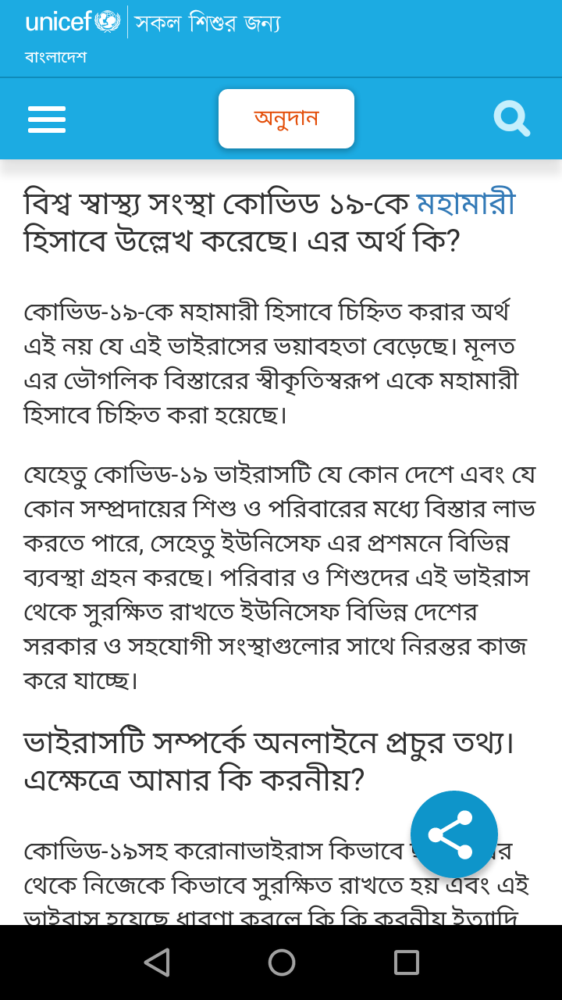 unicef সকল শিশুর জন্য
বাংলাদেশ
অনুদান
বিশ্ব স্বাস্থ্য সংস্থা কোভিড ১৯-কে মহামারী
হিসাবে উল্লেখ করেছে। এর অর্থ কি?
কোভিড-১৯-কে মহামারী হিসাবে চিহ্নিত করার অর্থ
এই নয় যে এই ভাইরাসের ভয়াবহতা বেড়েছে। মূলত
এর ভৌগলিক বিস্তারের স্বীকৃতিস্বরূপ একে মহামারী
হিসাবে চিহ্নিত করা হয়েছে।
যেহেতু কোভিড-১৯ ভাইরাসটি যে কোন দেশে এবং যে
কোন সম্প্রদায়ের শিশু ও পরিবারের মধ্যে বিস্তার লাভ
করতে পারে, সেহেতু ইউনিসেফ এর প্রশমনে বিভিন্ন
ব্যবস্থা গ্রহন করছে। পরিবার ও শিশুদের এই ভাইরাস
থেকে সুরক্ষিত রাখতে ইউনিসেফ বিভিন্ন দেশের
সরকার ও সহযোগী সংস্থাগুলোর সাথে নিরন্তর কাজ
করে যাচ্ছে।
ভাইরাসটি সম্পর্কে অনলাইনে প্রচুর তথ্য।
এক্ষেত্রে আমার কি করনীয়?
কোভিড-১৯সহ করোনাভাইরাস কিভাবে
থেকে নিজেকে কিভাবে সুরক্ষিত রাখতে হয় এবং এই
ভাইরাস হয়েছে ধারণা করলে কি কি করনীয় ইত্যাদি